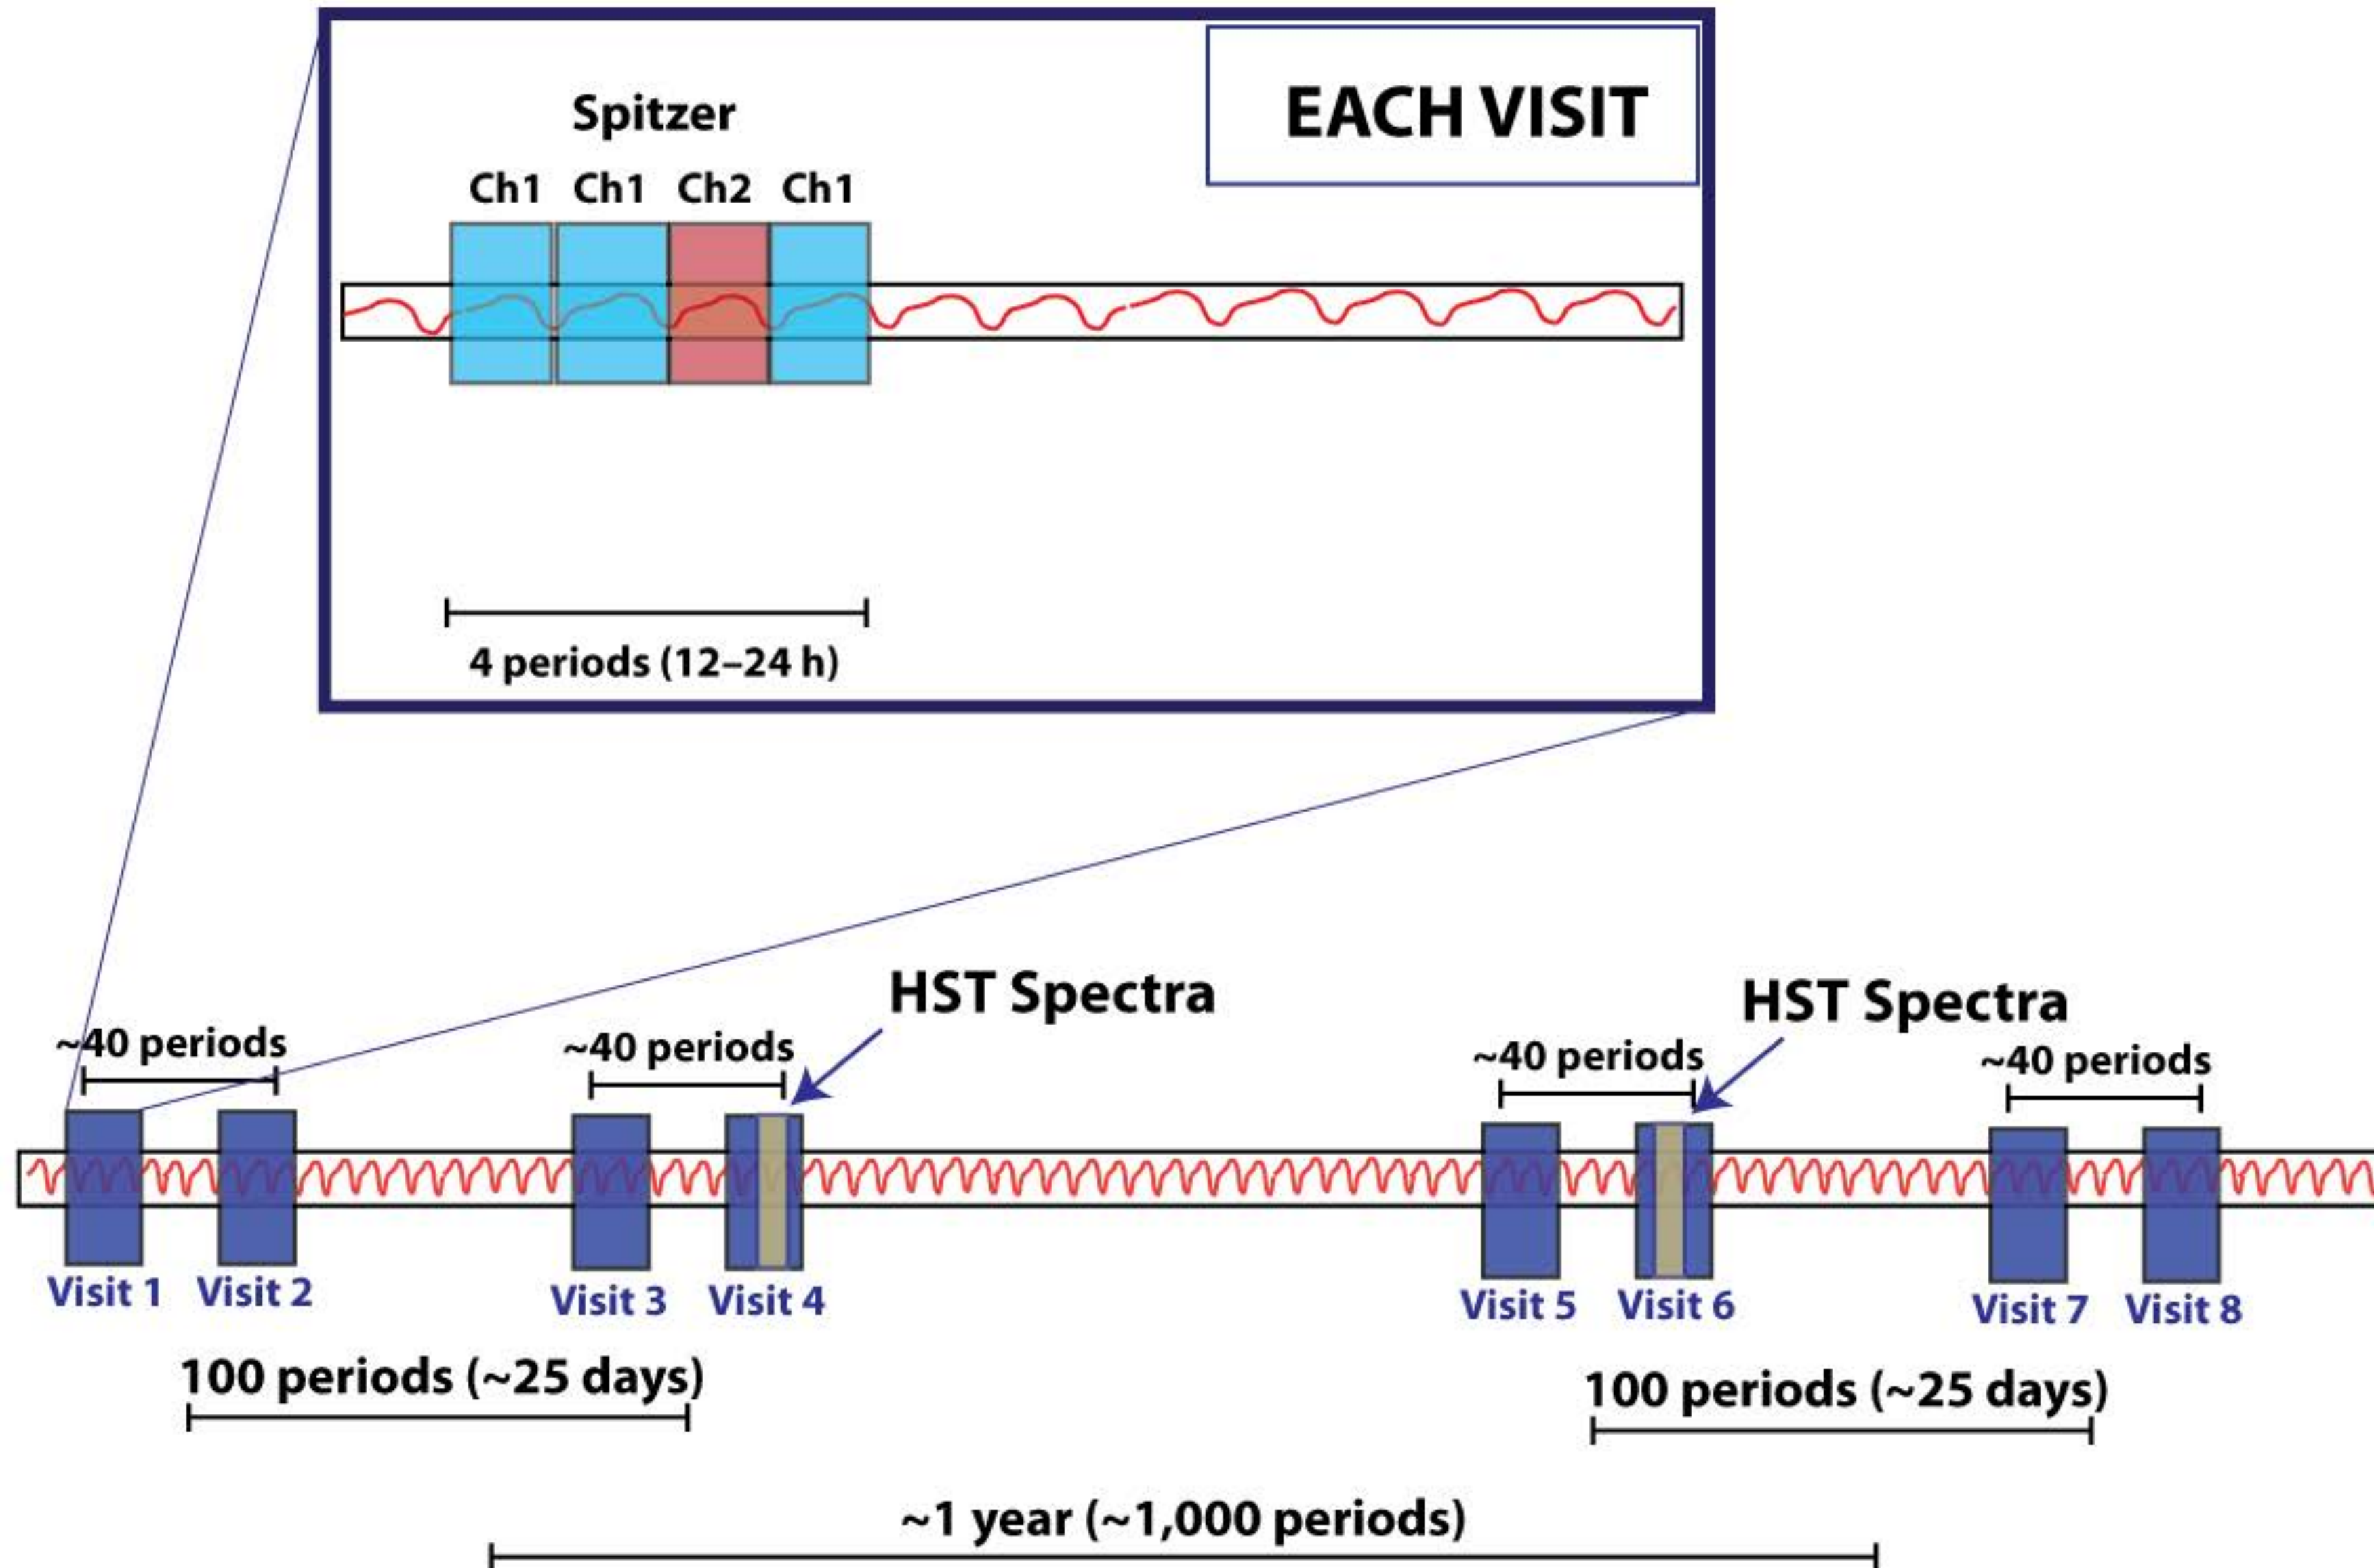 EACH VISIT
Spitzer
Ch1 Ch1 Ch2 Ch1
4 periods (12–24 h)
HST Spectra
HST Spectra
~40 periods
~40 periods
~40 periods
~40 periods
Visit 1
Visit 2
Visit 3
Visit 4
Visit 5
Visit 6
Visit 7
Visit 8
100 periods (~25 days)
100 periods (~25 days)
~1 year (~1,000 periods)